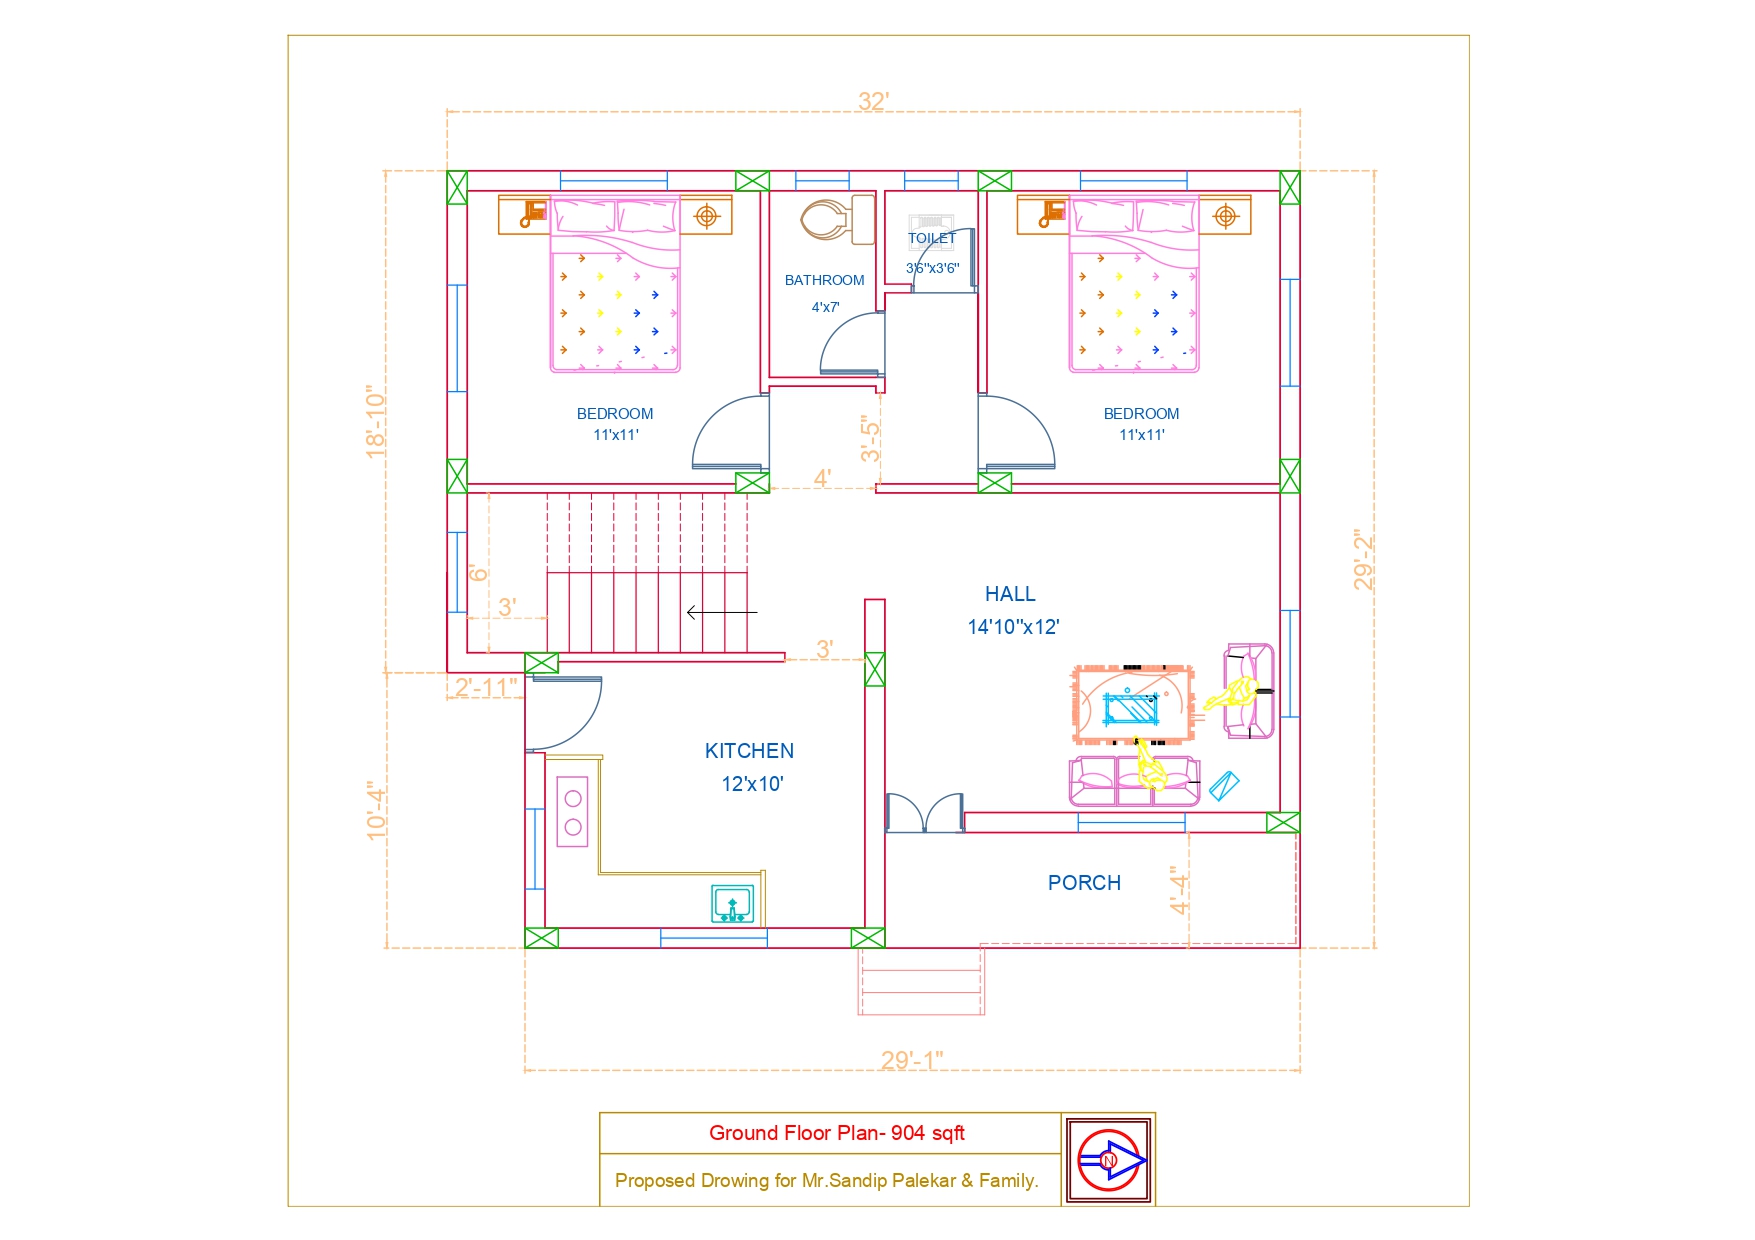 32'
TOILET
3'6"x3'6"
BATHROOM
4'x7'
18'-10"
BEDROOM
11'x11'
3'-5"
BEDROOM
11'x11'
4'
29'-2"
6'
3'
HALL
14'10"x12'
3'
2'-11"
KITCHEN
12'x10'
10'-4"
PORCH
4'-4"
29'-1"
Ground Floor Plan- 904 sqft
Proposed Drowing for Mr.Sandip Palekar & Family.
N